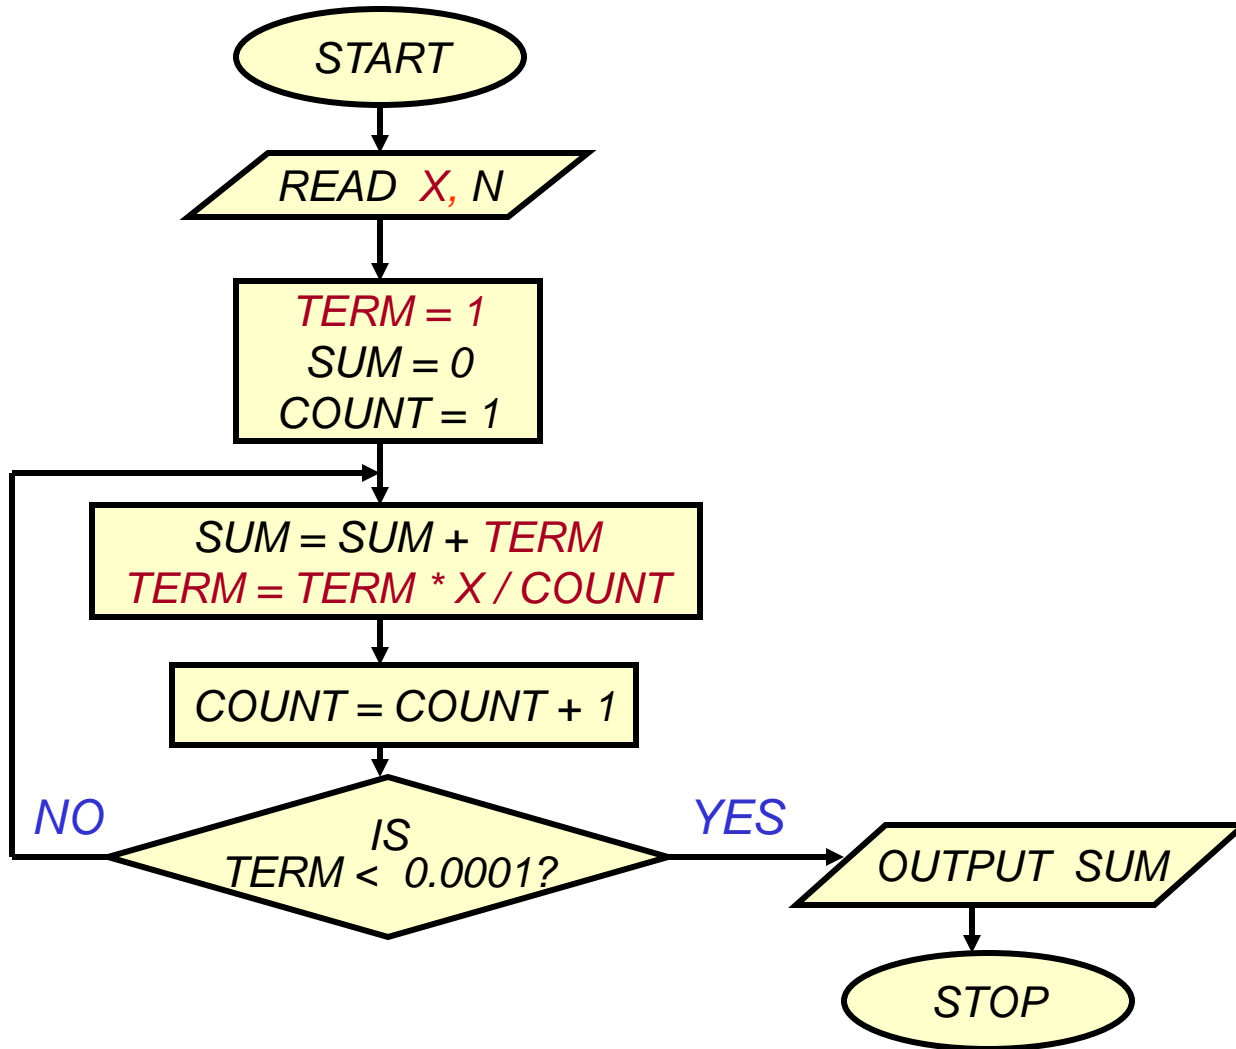 START
READ X, N
TERM = 1
SUM = 0
COUNT = 1
SUM = SUM + TERM
TERM = TERM * X / COUNT
COUNT = COUNT + 1
NO
IS
TERM < 0.0001?
YES
OUTPUT SUM
STOP